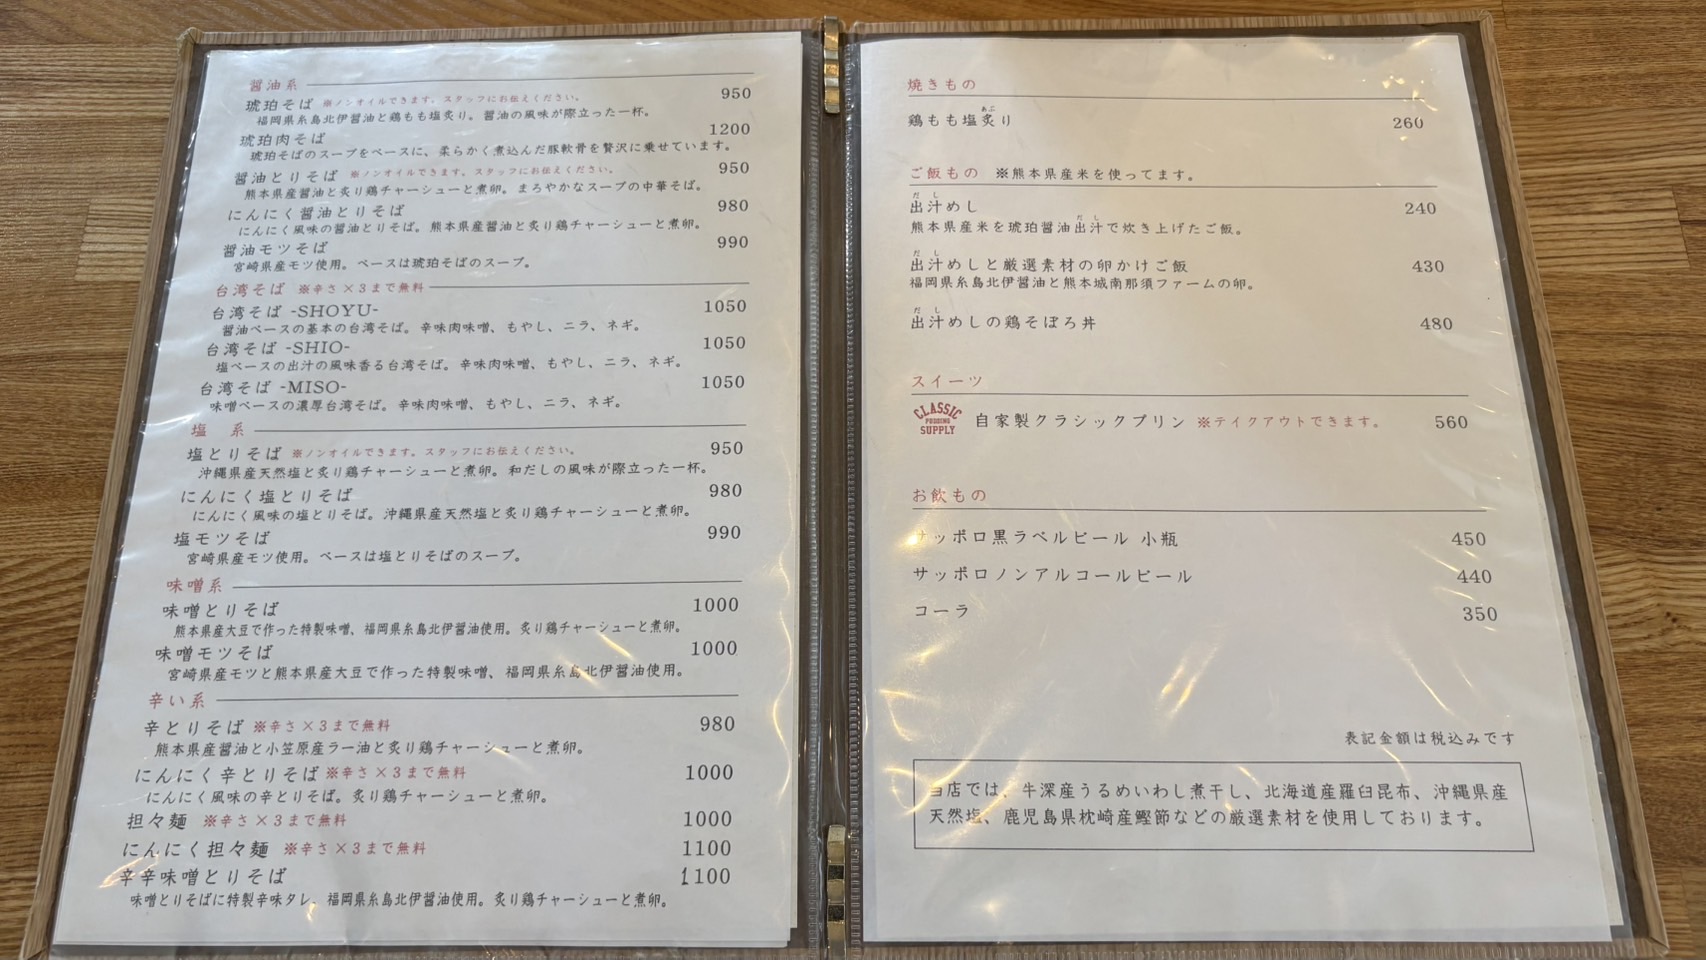 醤油系
琥珀そば ※ノンオイルできます。スタッフにお伝えください。 950
福岡県糸島北伊醤油と鶏もも塩炙り。醤油の風味が際立った一杯。
琥珀肉そば 1200
琥珀そばのスープをベースに、柔らかく煮込んだ豚軟骨を贅沢に乗せています。
醤油とりそば ※ノンオイルできます。スタッフにお伝えください。 950
熊本県産醤油と炙り鶏チャーシューと煮卵。まろやかなスープの中華そば。
にんにく醤油とりそば 980
にんにく風味の醤油とりそば。熊本県産醤油と炙り鶏チャーシューと煮卵。
醤油モツそば 990
宮崎県産モツ使用。ベースは琥珀そばのスープ。
台湾そば ※辛さ×3まで無料
台湾そば -SHOYU- 1050
醤油ベースの基本の台湾そば。辛味肉味噌、もやし、ニラ、ネギ。
台湾そば -SHIO- 1050
塩ベースの出汁の風味香る台湾そば。辛味肉味噌、もやし、ニラ、ネギ。
台湾そば -MISO- 1050
味噌ベースの濃厚台湾そば。辛味肉味噌、もやし、ニラ、ネギ。
塩 系
塩とりそば ※ノンオイルできます。スタッフにお伝えください。 950
沖縄県産天然塩と炙り鶏チャーシューと煮卵。和だしの風味が際立った一杯。
にんにく塩とりそば 980
にんにく風味の塩とりそば。沖縄県産天然塩と炙り鶏チャーシューと煮卵。
塩モツそば 990
宮崎県産モツ使用。ベースは塩とりそばのスープ。
味噌系
味噌とりそば 1000
熊本県産大豆で作った特製味噌、福岡県糸島北伊醤油使用。炙り鶏チャーシューと煮卵。
味噌モツそば 1000
宮崎県産モツと熊本県産大豆で作った特製味噌、福岡県糸島北伊醤油使用。
辛い系
辛とりそば ※辛さ×3まで無料 980
熊本県産醤油と小笠原産ラー油と炙り鶏チャーシューと煮卵。
にんにく辛とりそば ※辛さ×3まで無料 1000
にんにく風味の辛とりそば。炙り鶏チャーシューと煮卵。
担々麺 ※辛さ×3まで無料 1000
にんにく担々麺 ※辛さ×3まで無料 1100
辛辛味噌とりそば 1100
味噌とりそばに特製辛味タレ、福岡県糸島北伊醤油使用。炙り鶏チャーシューと煮卵。
焼きもの
あぶ
鶏もも塩炙り 260
ご飯もの ※熊本県産米を使ってます。
だし
出汁めし 240
だし
熊本県産米を琥珀醤油出汁で炊き上げたご飯。
だし
出汁めしと厳選素材の卵かけご飯 430
福岡県糸島北伊醤油と熊本城南那須ファームの卵。
だし
出汁めしの鶏そぼろ丼 480
スイーツ
CLASSIC
PUDDING
SUPPLY
自家製クラシックプリン ※テイクアウトできます。 560
お飲もの
サッポロ黒ラベルビール 小瓶 450
サッポロノンアルコールビール 440
コーラ 350
表記金額は税込みです
当店では、牛深産うるめいわし煮干し、北海道産羅臼昆布、沖縄県産
天然塩、鹿児島県枕崎産鰹節などの厳選素材を使用しております。